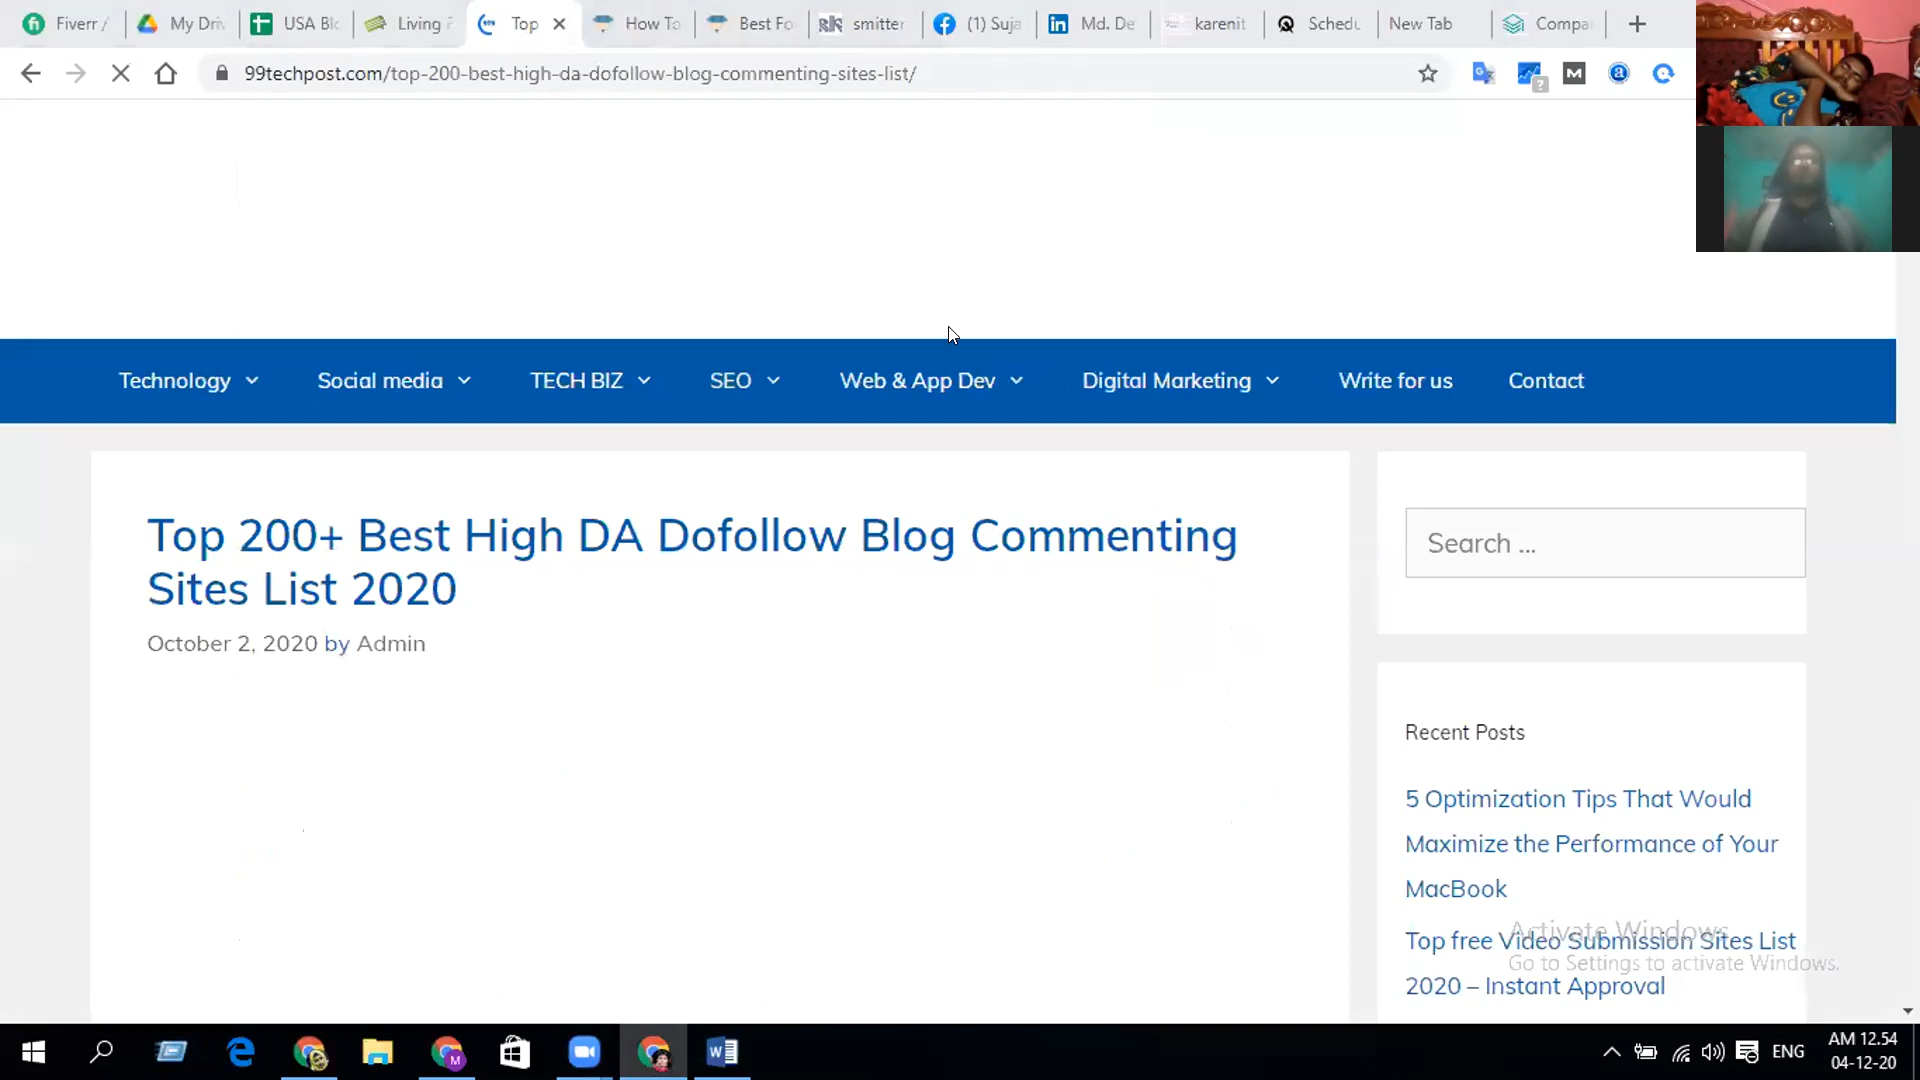 Fiverr /
My Driv
USA Blo
Living F
Top
How To
Best Fo
smitter
(1) Suja
Md. De
karenit
Schedu
New Tab
Compa
99techpost.com/top-200-best-high-da-dofollow-blog-commenting-sites-list/
Technology
Social media
TECH BIZ
SEO
Web & App Dev
Digital Marketing
Write for us
Contact
Top 200+ Best High DA Dofollow Blog Commenting
Sites List 2020
October 2, 2020 by Admin
Search ...
Recent Posts
5 Optimization Tips That Would
Maximize the Performance of Your
MacBook
Top free Video Submission Sites List
2020 – Instant Approval
Activate Windows
Go to Settings to activate Windows.
ENG
AM 12.54
04-12-20